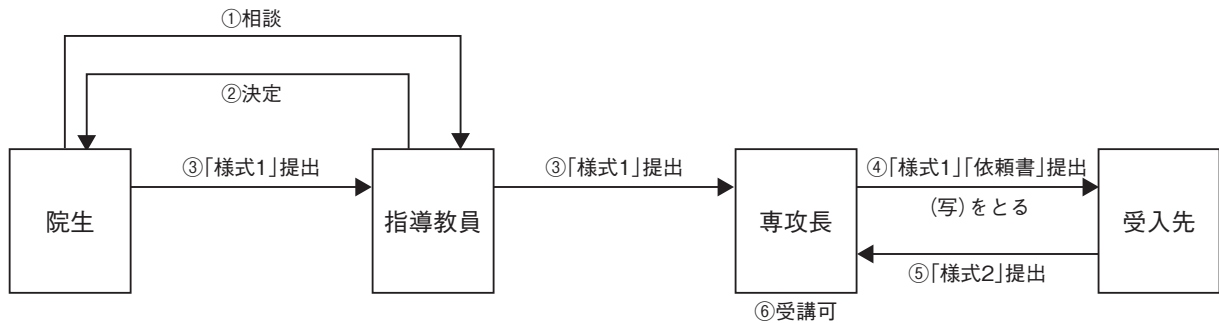 ①相談
②決定
院生
③「様式1」提出
指導教員
③「様式1」提出
専攻長
④「様式1」「依頼書」提出
(写)をとる
受入先
⑤「様式2」提出
⑥受講可